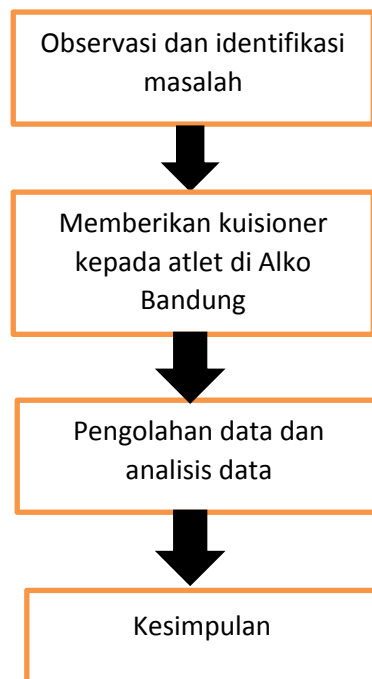 Observasi dan identifikasi
masalah
Memberikan kuisioner
kepada atlet di Alko
Bandung
Pengolahan data dan
analisis data
Kesimpulan